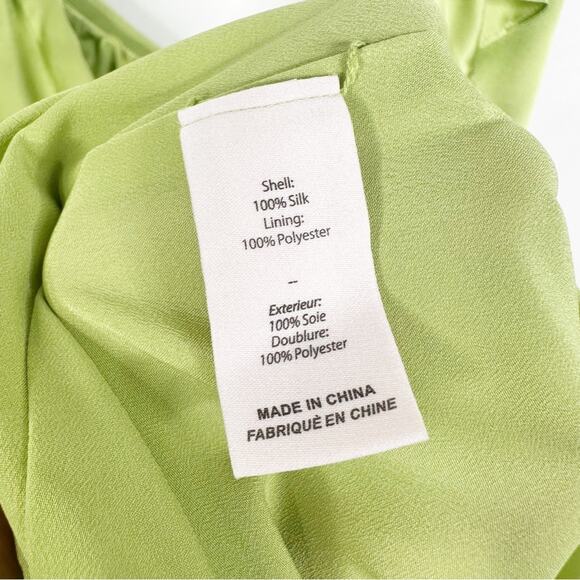 Shell:
100% Silk
Lining:
100% Polyester
--
Exterieur:
100% Soie
Doublure:
100% Polyester
MADE IN CHINA
FABRIQUÈ EN CHINE